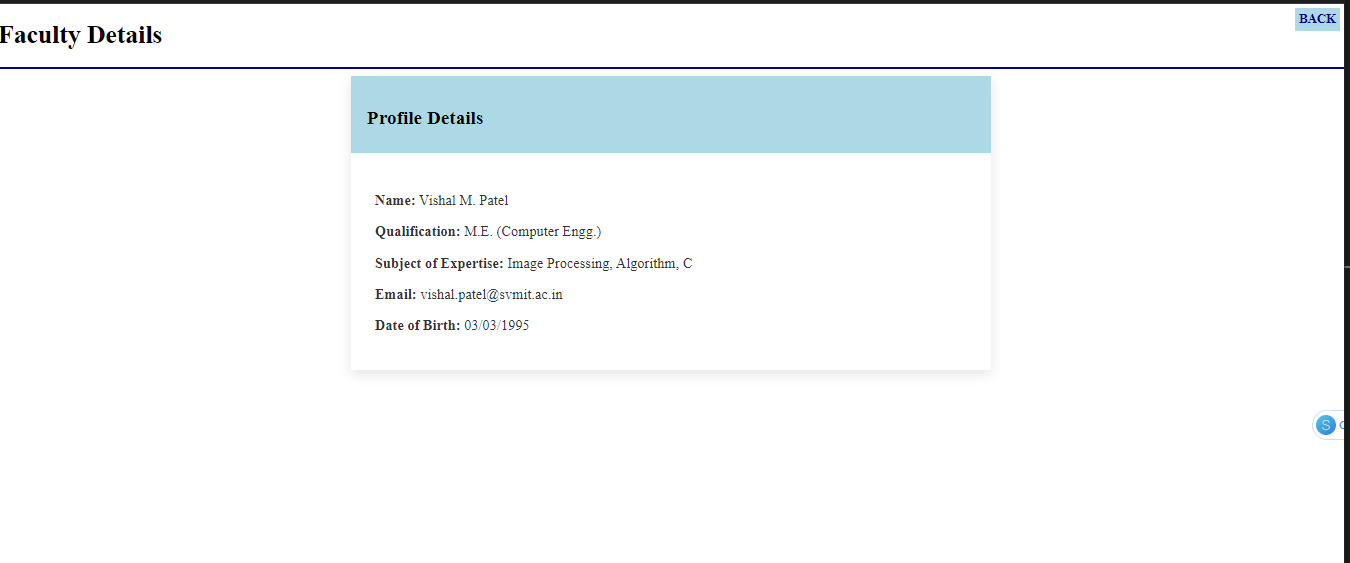 BACK
Faculty Details
Profile Details
Name: Vishal M. Patel
Qualification: M.E. (Computer Engg.)
Subject of Expertise: Image Processing, Algorithm, C
Email: vishal.patel@svmit.ac.in
Date of Birth: 03/03/1995
S